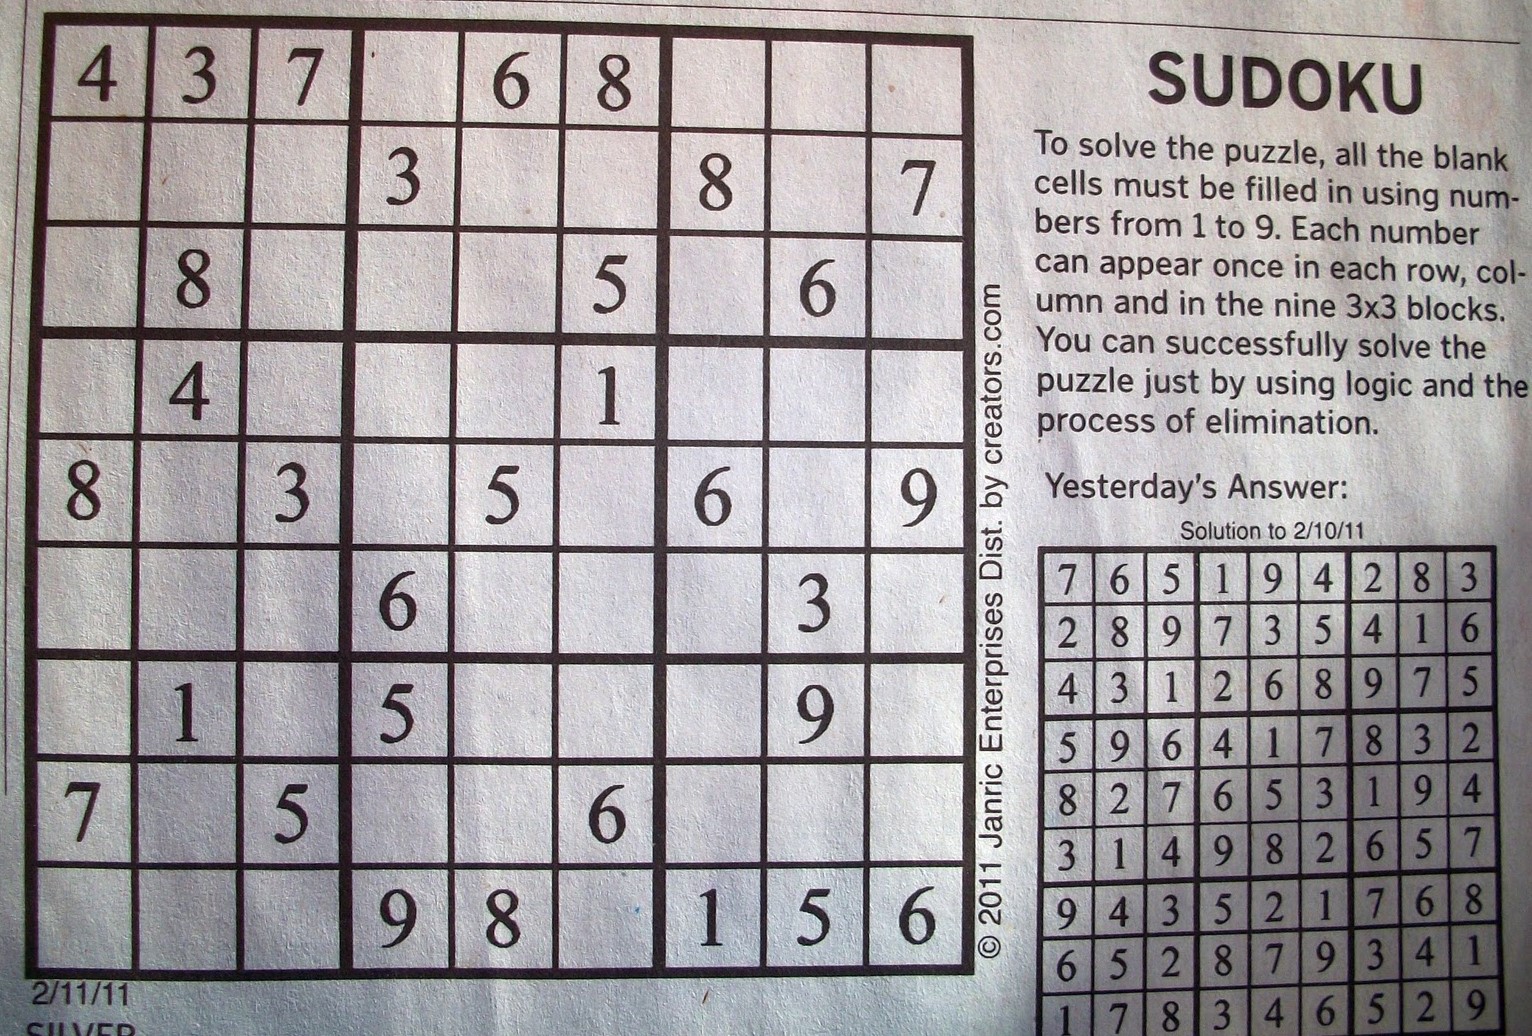 4 3 7 6 8
3 8 7
8 5 6
4 1
8 3 5 6 9
6 3
1 5 9
7 5 6
9 8 1 5 6
2/11/11
SILVER
© 2011 Janric Enterprises Dist. by creators.com
SUDOKU
To solve the puzzle, all the blank
cells must be filled in using num-
bers from 1 to 9. Each number
can appear once in each row, col-
umn and in the nine 3x3 blocks.
You can successfully solve the
puzzle just by using logic and the
process of elimination.
Yesterday's Answer:
Solution to 2/10/11
7 6 5 1 9 4 2 8 3
2 8 9 7 3 5 4 1 6
4 3 1 2 6 8 9 7 5
5 9 6 4 1 7 8 3 2
8 2 7 6 5 3 1 9 4
3 1 4 9 8 2 6 5 7
9 4 3 5 2 1 7 6 8
6 5 2 8 7 9 3 4 1
1 7 8 3 4 6 5 2 9